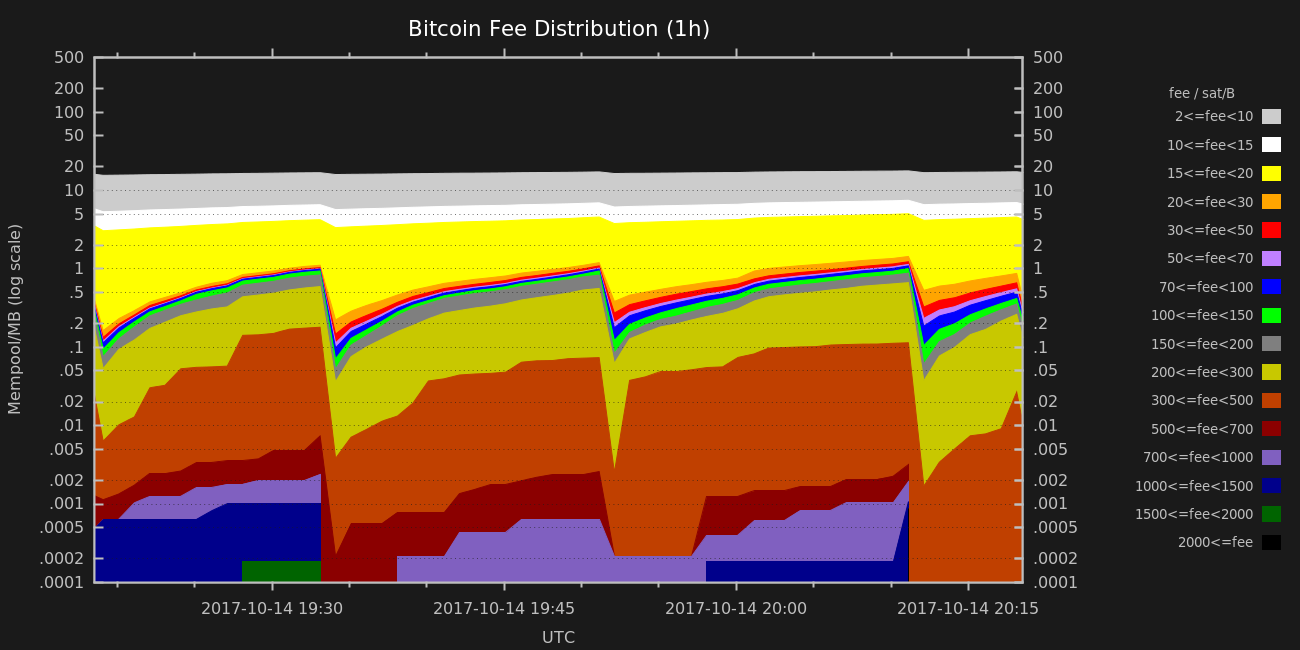 Bitcoin Fee Distribution (1h)
500
200
100
50
20
10
5
2
1
.5
.2
.1
.05
.02
.01
.005
.002
.001
.0005
.0002
.0001
Mempool/MB (log scale)
500
200
100
50
20
10
5
2
1
.5
.2
.1
.05
.02
.01
.005
.002
.001
.0005
.0002
.0001
2017-10-14 19:30
2017-10-14 19:45
2017-10-14 20:00
2017-10-14 20:15
UTC
fee / sat/B
2<=fee<10
10<=fee<15
15<=fee<20
20<=fee<30
30<=fee<50
50<=fee<70
70<=fee<100
100<=fee<150
150<=fee<200
200<=fee<300
300<=fee<500
500<=fee<700
700<=fee<1000
1000<=fee<1500
1500<=fee<2000
2000<=fee